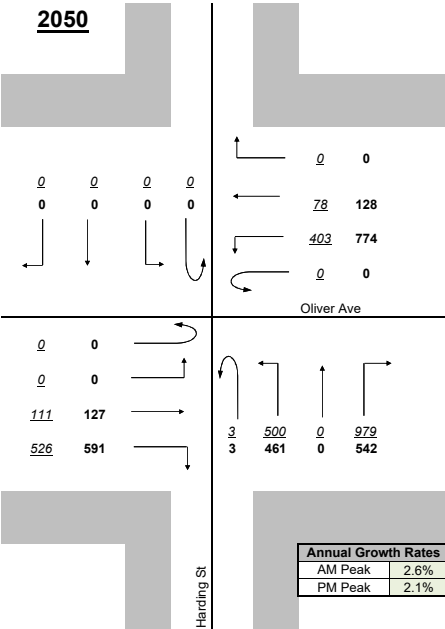 2050
0 0 0 0
0 0 0 0
0 0
78 128
403 774
0 0
Oliver Ave
0 0
0 0
111 127
526 591
3 500 0 979
3 461 0 542
Harding St
Annual Growth Rates
AM Peak 2.6%
PM Peak 2.1%